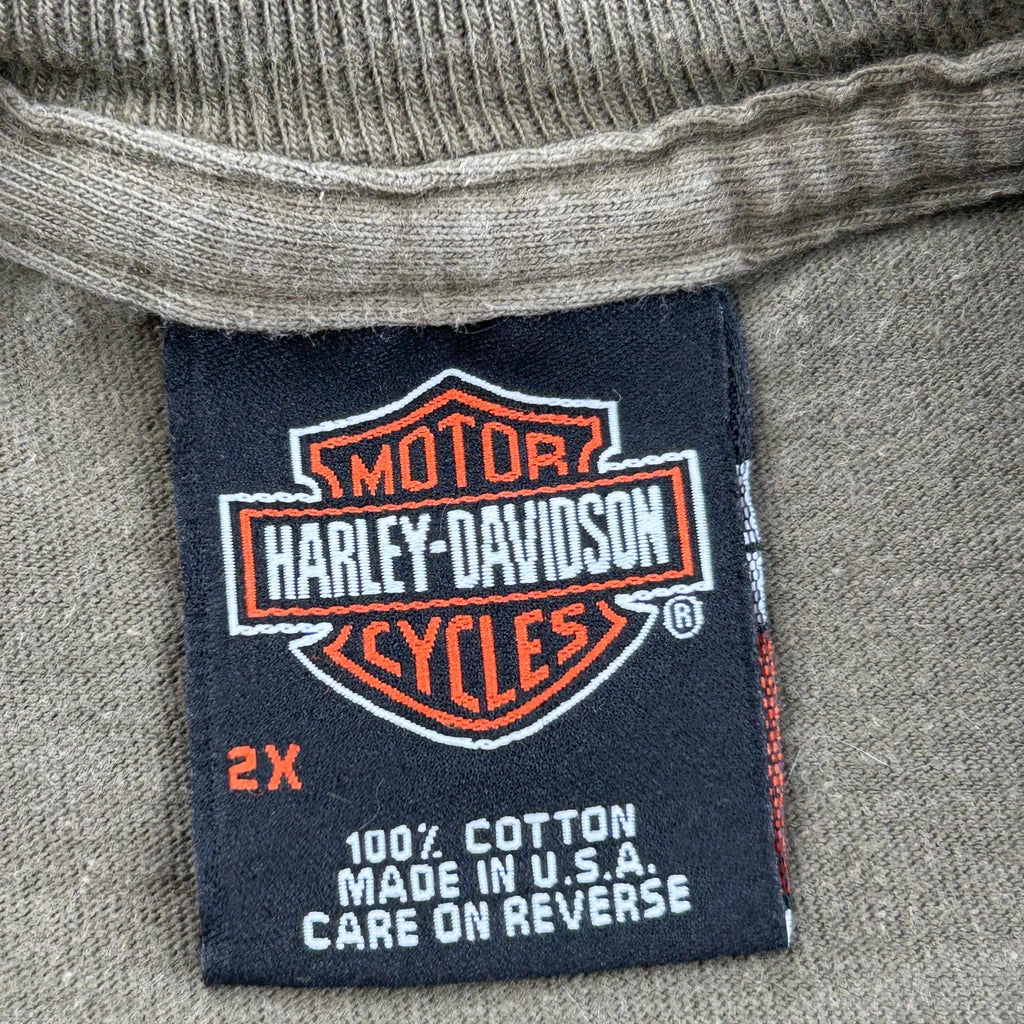 MOTOR
HARLEY-DAVIDSON
CYCLES
®
2X
100% COTTON
MADE IN U.S.A.
CARE ON REVERSE